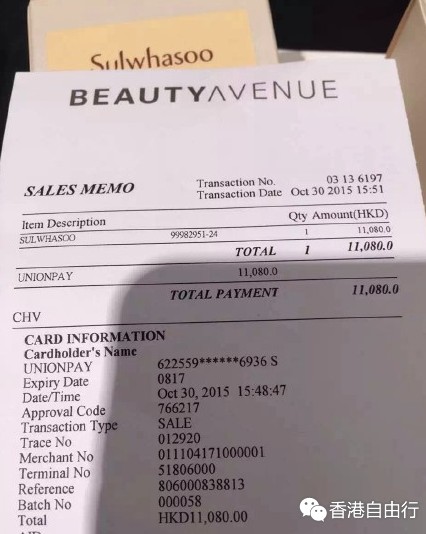 Sulwhasoo
BEAUTYAVENUE
SALES MEMO
Transaction No. 03 13 6197
Transaction Date Oct 30 2015 15:51
Item Description Qty Amount(HKD)
SULWHASOO 99982951-24 1 11,080.0
TOTAL 1 11,080.0
UNIONPAY 11,080.0
TOTAL PAYMENT 11,080.0
CHV
CARD INFORMATION
Cardholder's Name
UNIONPAY 622559******6936 S
Expiry Date 0817
Date/Time Oct 30, 2015 15:48:47
Approval Code 766217
Transaction Type SALE
Trace No 012920
Merchant No 011104171000001
Terminal No 51806000
Reference 806000838813
Batch No 000058
Total HKD11,080.00
香港自由行